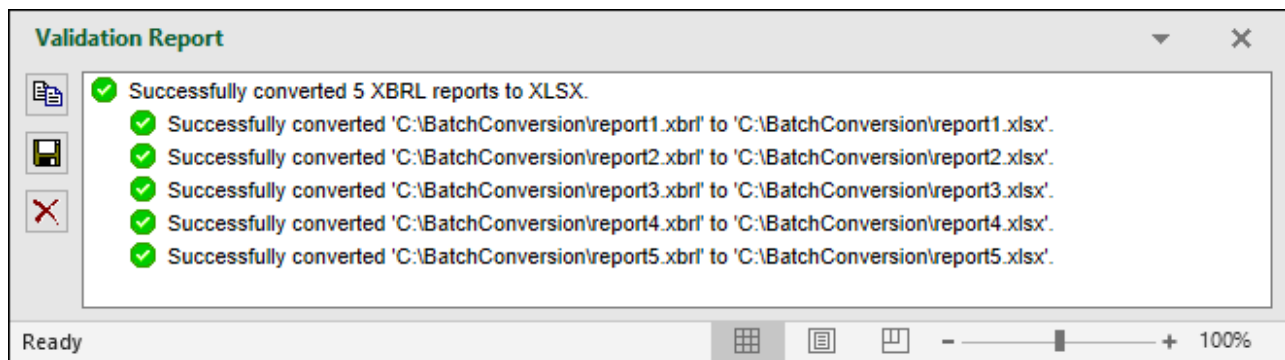 Validation Report
Successfully converted 5 XBRL reports to XLSX.
Successfully converted 'C:\BatchConversion\report1.xbrl' to 'C:\BatchConversion\report1.xlsx'.
Successfully converted 'C:\BatchConversion\report2.xbrl' to 'C:\BatchConversion\report2.xlsx'.
Successfully converted 'C:\BatchConversion\report3.xbrl' to 'C:\BatchConversion\report3.xlsx'.
Successfully converted 'C:\BatchConversion\report4.xbrl' to 'C:\BatchConversion\report4.xlsx'.
Successfully converted 'C:\BatchConversion\report5.xbrl' to 'C:\BatchConversion\report5.xlsx'.
Ready 100%